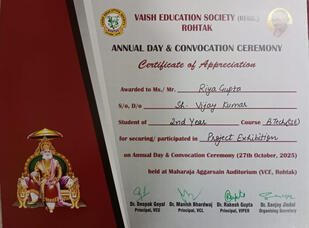 VAISH EDUCATION SOCIETY (REGD.)
ROHTAK
ANNUAL DAY & CONVOCATION CEREMONY
Certificate of Appreciation
Awarded to Ms./ Mr. Riya Gupta
S/o, D/o Sh. Vijay Kumar
Student of 2nd Year Course B.Tech(CSE)
for securing/ participated in Project Exhibition
on Annual Day & Convocation Ceremony (27th October, 2025)
held at Maharaja Aggarsain Auditorium (VCE, Rohtak)
Dr. Deepak Goyal Dr. Manish Bhardwaj Dr. Rakesh Gupta Dr. Sanjay Jindal
Principal, VCE Principal, VCL Principal, VIPER Organising Secretary